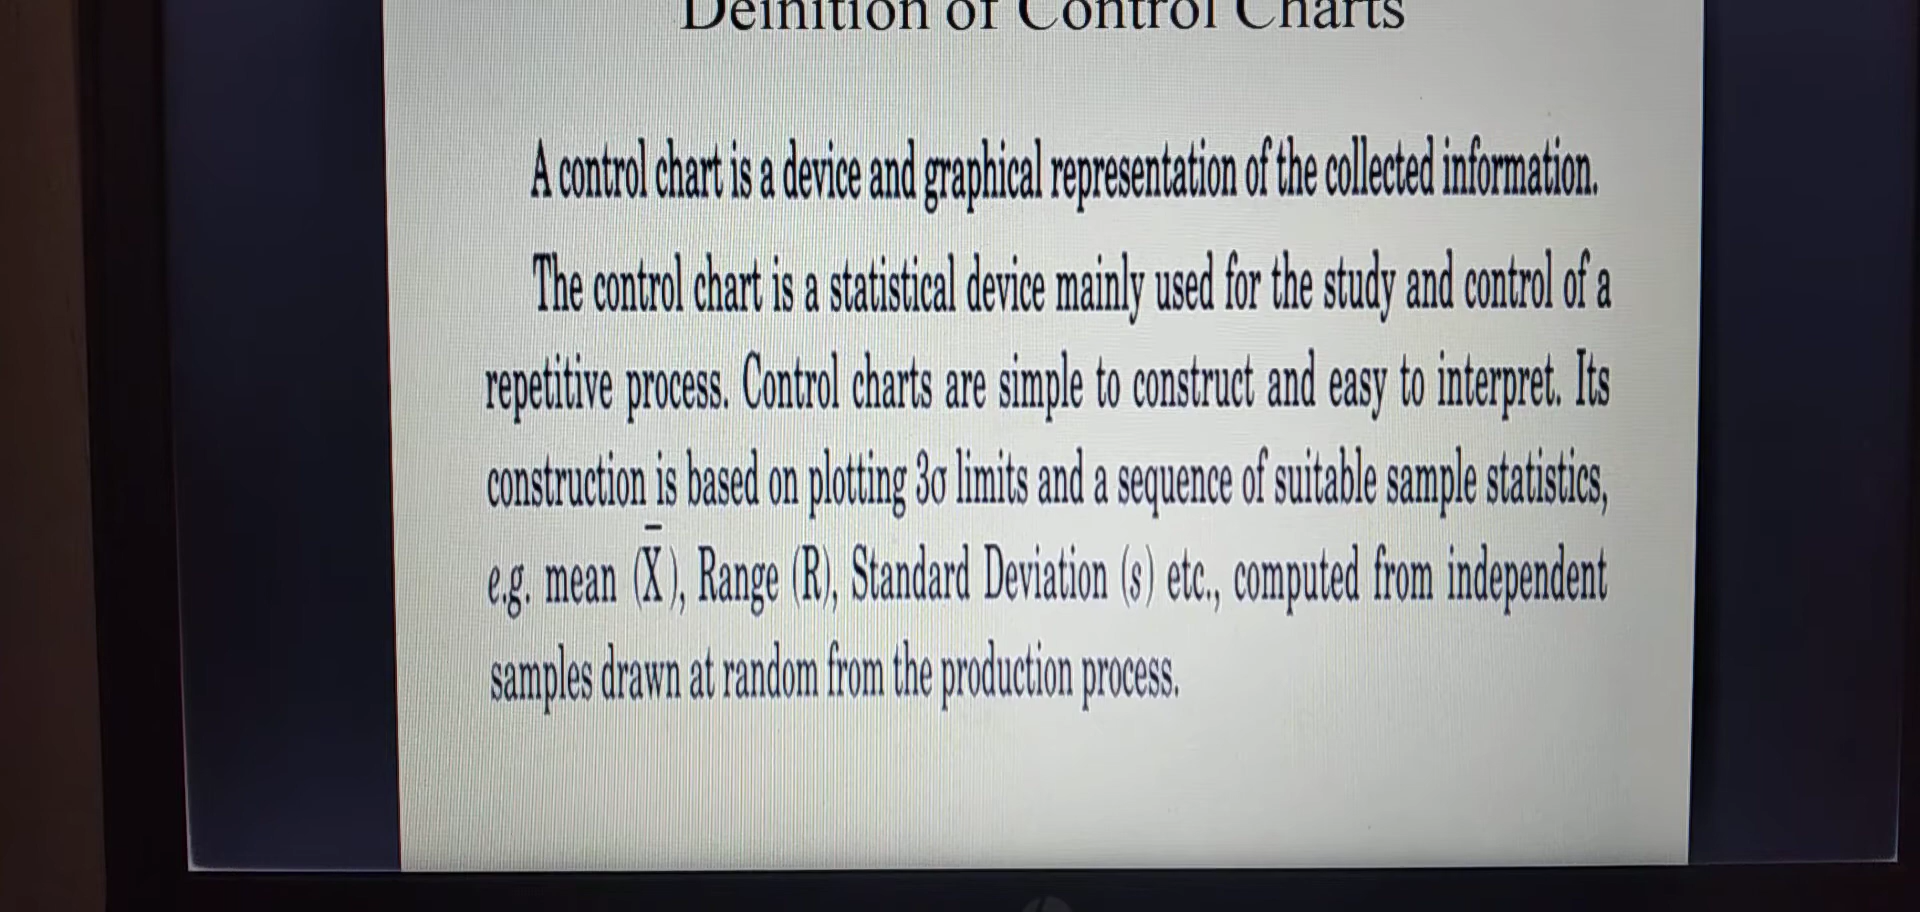 Deinition of Control Charts
A control chart is a device and graphical representation of the collected information.
The control chart is a statistical device mainly used for the study and control of a
repetitive process. Control charts are simple to construct and easy to interpret. Its
construction is based on plotting 3σ limits and a sequence of suitable sample statistics,
e.g. mean (X̄), Range (R), Standard Deviation (s) etc., computed from independent
samples drawn at random from the production process.